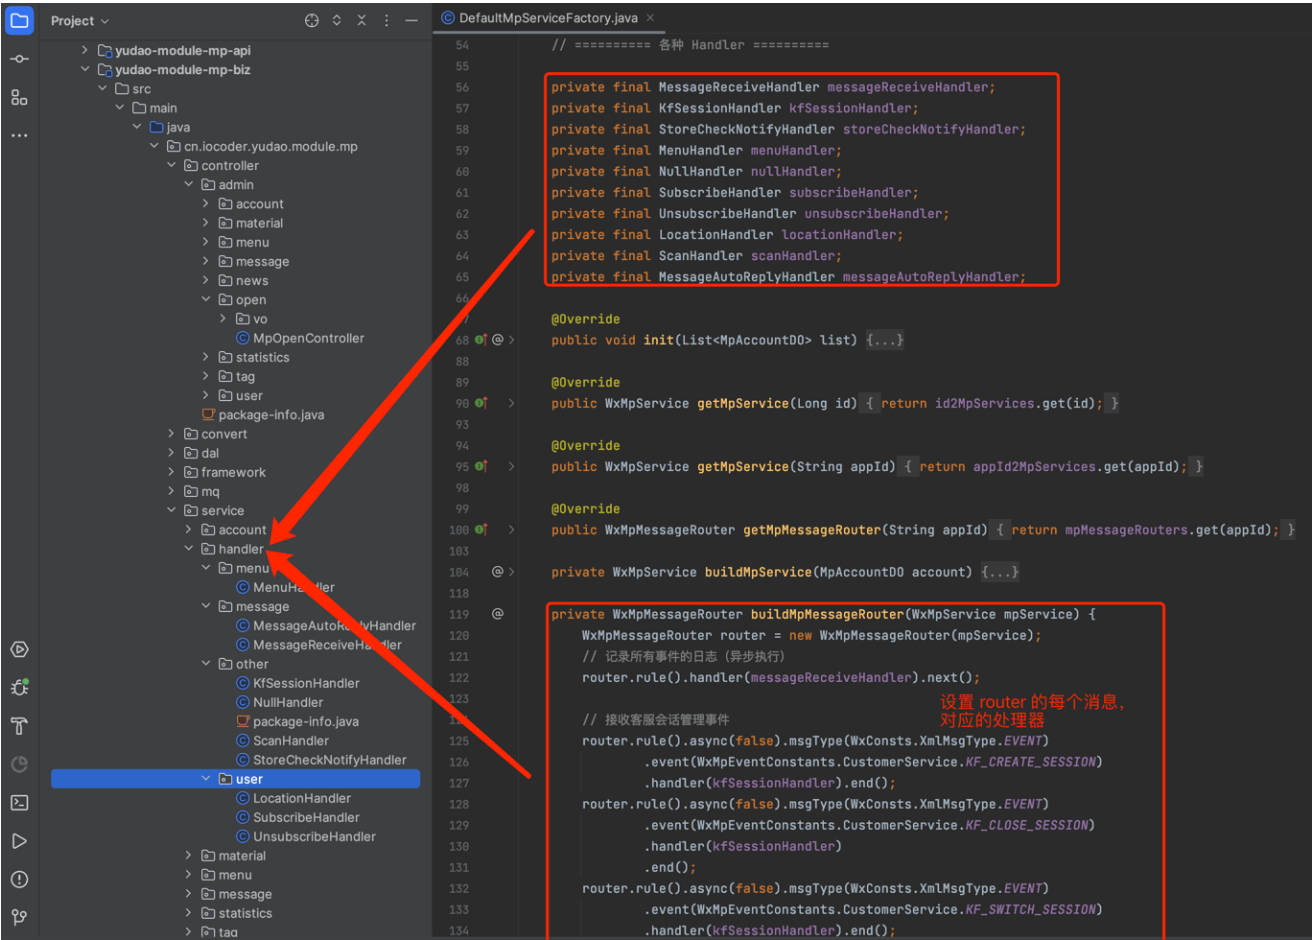 Project
yudao-module-mp-api
yudao-module-mp-biz
src
main
java
cn.iocoder.yudao.module.mp
controller
admin
account
material
menu
message
news
open
vo
MpOpenController
statistics
tag
user
package-info.java
convert
dal
framework
mq
service
account
handler
menu
MenuHandler
message
MessageAutoReplyHandler
MessageReceiveHandler
other
KfSessionHandler
NullHandler
package-info.java
ScanHandler
StoreCheckNotifyHandler
user
LocationHandler
SubscribeHandler
UnsubscribeHandler
material
menu
message
statistics
tag
DefaultMpServiceFactory.java
54 // ========== 各种 Handler ==========
55
56 private final MessageReceiveHandler messageReceiveHandler;
57 private final KfSessionHandler kfSessionHandler;
58 private final StoreCheckNotifyHandler storeCheckNotifyHandler;
59 private final MenuHandler menuHandler;
60 private final NullHandler nullHandler;
61 private final SubscribeHandler subscribeHandler;
62 private final UnsubscribeHandler unsubscribeHandler;
63 private final LocationHandler locationHandler;
64 private final ScanHandler scanHandler;
65 private final MessageAutoReplyHandler messageAutoReplyHandler;
66
@Override
68 @ public void init(List<MpAccountDO> list) {...}
88
89 @Override
90 public WxMpService getMpService(Long id) { return id2MpServices.get(id); }
93
94 @Override
95 public WxMpService getMpService(String appId) { return appId2MpServices.get(appId); }
98
99 @Override
100 public WxMpMessageRouter getMpMessageRouter(String appId) { return mpMessageRouters.get(appId); }
103
104 @ private WxMpService buildMpService(MpAccountDO account) {...}
118
119 @ private WxMpMessageRouter buildMpMessageRouter(WxMpService mpService) {
120 WxMpMessageRouter router = new WxMpMessageRouter(mpService);
121 // 记录所有事件的日志（异步执行）
122 router.rule().handler(messageReceiveHandler).next();
123
设置 router 的每个消息，
对应的处理器
// 接收客服会话管理事件
125 router.rule().async(false).msgType(WxConsts.XmlMsgType.EVENT)
126 .event(WxMpEventConstants.CustomerService.KF_CREATE_SESSION)
127 .handler(kfSessionHandler).end();
128 router.rule().async(false).msgType(WxConsts.XmlMsgType.EVENT)
129 .event(WxMpEventConstants.CustomerService.KF_CLOSE_SESSION)
130 .handler(kfSessionHandler)
131 .end();
132 router.rule().async(false).msgType(WxConsts.XmlMsgType.EVENT)
133 .event(WxMpEventConstants.CustomerService.KF_SWITCH_SESSION)
134 .handler(kfSessionHandler).end();